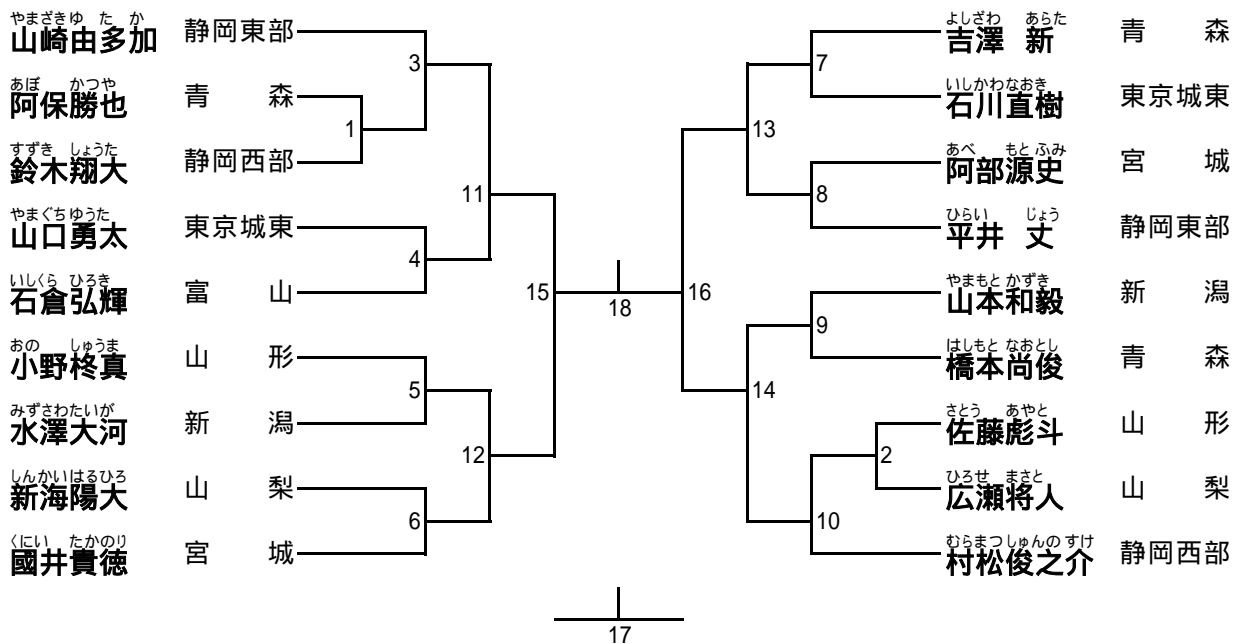 やまざきゆたか
山崎由多加 静岡東部
あぼ かつや
阿保勝也 青森
すずき しょうた
鈴木翔大 静岡西部
やまぐちゆうた
山口勇太 東京城東
いしくら ひろき
石倉弘輝 富山
おの しゅうま
小野柊真 山形
みずさわたいが
水澤大河 新潟
しんかいはるひろ
新海陽大 山梨
くにい たかのり
國井貴徳 宮城
3
1
11
4
15
5
12
6
18
17
7
13
8
16
9
14
2
10
よしざわ あらた
吉澤 新 青森
いしかわなおき
石川直樹 東京城東
あべ もとふみ
阿部源史 宮城
ひらい じょう
平井 丈 静岡東部
やまもと かずき
山本和毅 新潟
はしもと なおとし
橋本尚俊 青森
さとう あやと
佐藤彪斗 山形
ひろせ まさと
広瀬将人 山梨
むらまつしゅんのすけ
村松俊之介 静岡西部